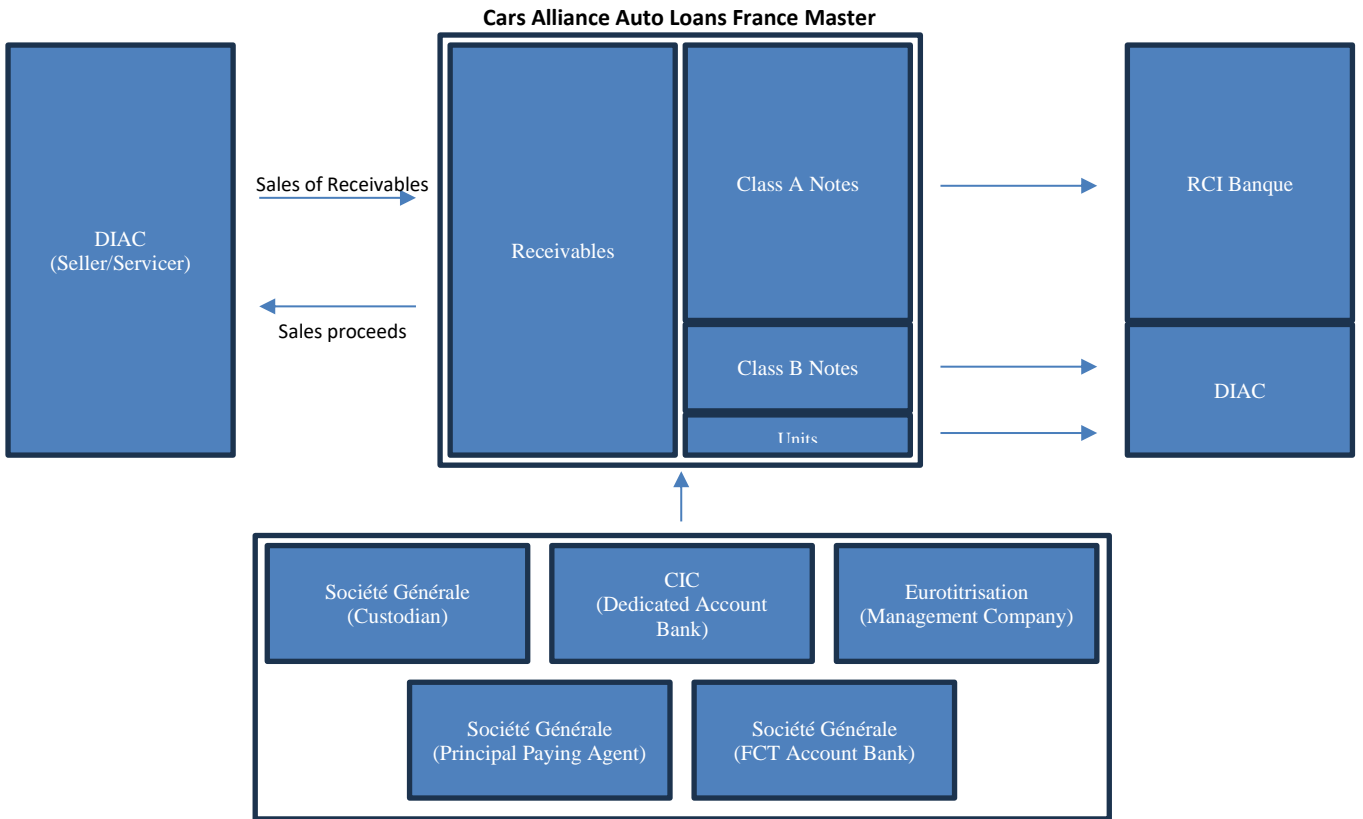 Cars Alliance Auto Loans France Master
DIAC
(Seller/Servicer)
Sales of Receivables
Sales proceeds
Receivables
Class A Notes
Class B Notes
Units
RCI Banque
DIAC
Société Générale
(Custodian)
CIC
(Dedicated Account
Bank)
Eurotitrisation
(Management Company)
Société Générale
(Principal Paying Agent)
Société Générale
(FCT Account Bank)